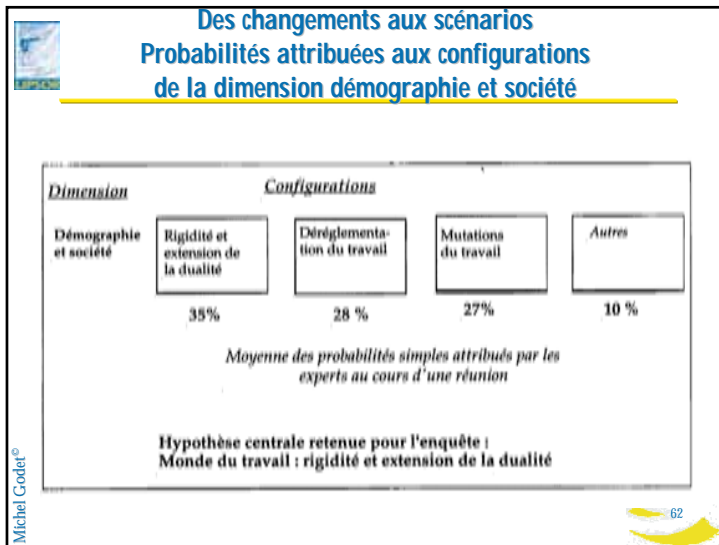 Des changements aux scénarios
Probabilités attribuées aux configurations
de la dimension démographie et société
Dimension
Configurations
Démographie
et société
Rigidité et
extension de
la dualité
Déréglementa-
tion du travail
Mutations
du travail
Autres
35%
28 %
27%
10 %
Moyenne des probabilités simples attribués par les
experts au cours d'une réunion
Hypothèse centrale retenue pour l'enquête :
Monde du travail : rigidité et extension de la dualité
Michel Godet©
62